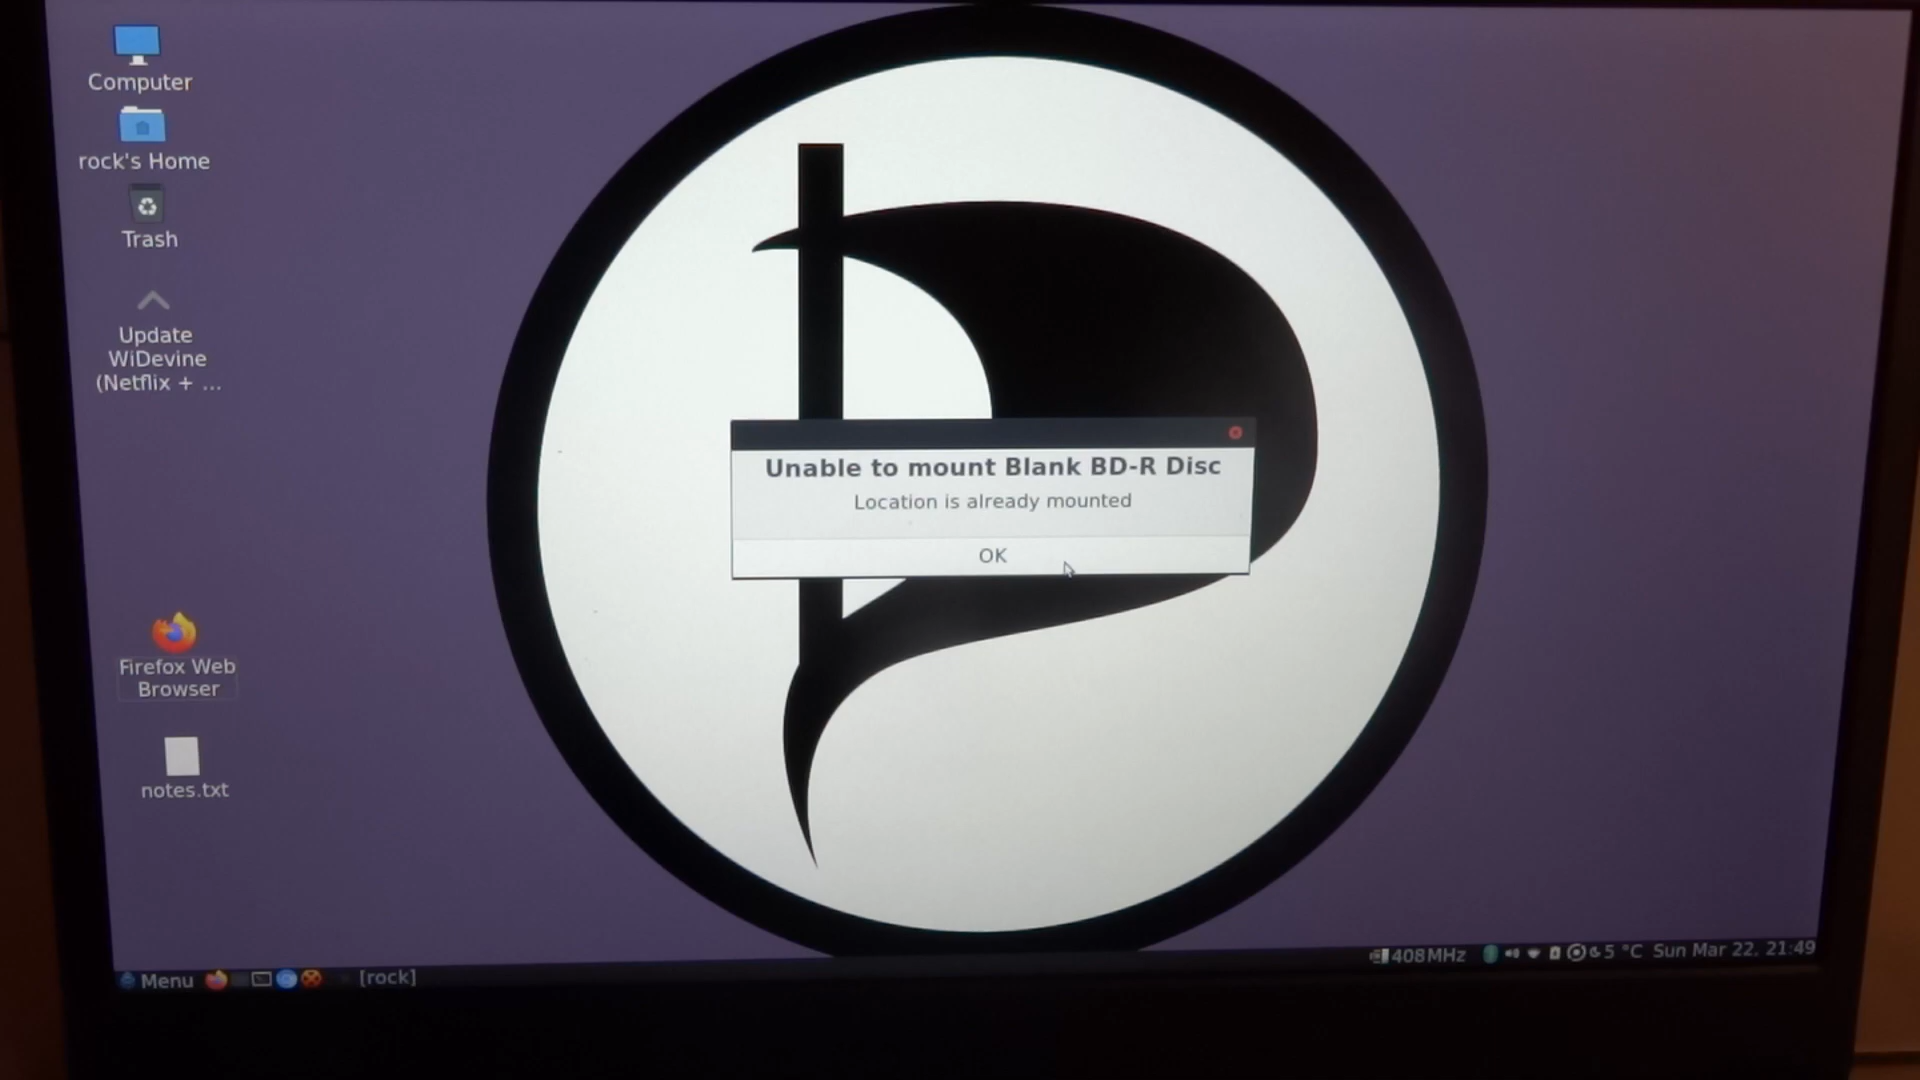 Computer
rock's Home
Trash
Update
WiDevine
(Netflix + ...
Unable to mount Blank BD-R Disc
Location is already mounted
OK
Firefox Web
Browser
notes.txt
Menu
[rock]
408MHz
5 °C
Sun Mar 22, 21:49